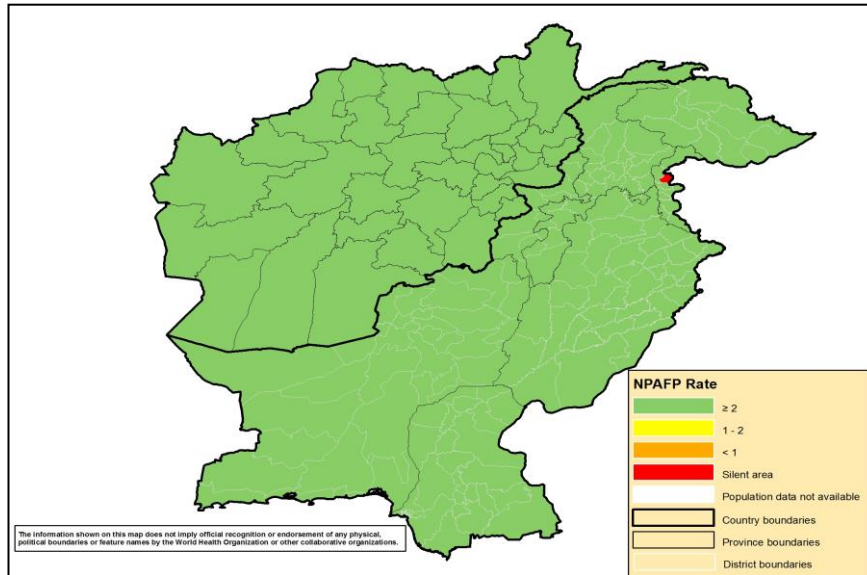 NPAFP Rate
≥ 2
1 - 2
< 1
Silent area
Population data not available
Country boundaries
Province boundaries
District boundaries
The information shown on this map does not imply official recognition or endorsement of any physical,
political boundaries or feature names by the World Health Organization or other collaborative organizations.